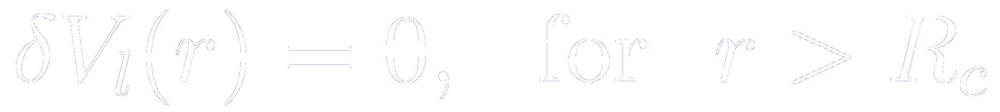 δV_l(r) = 0, for r > R_c